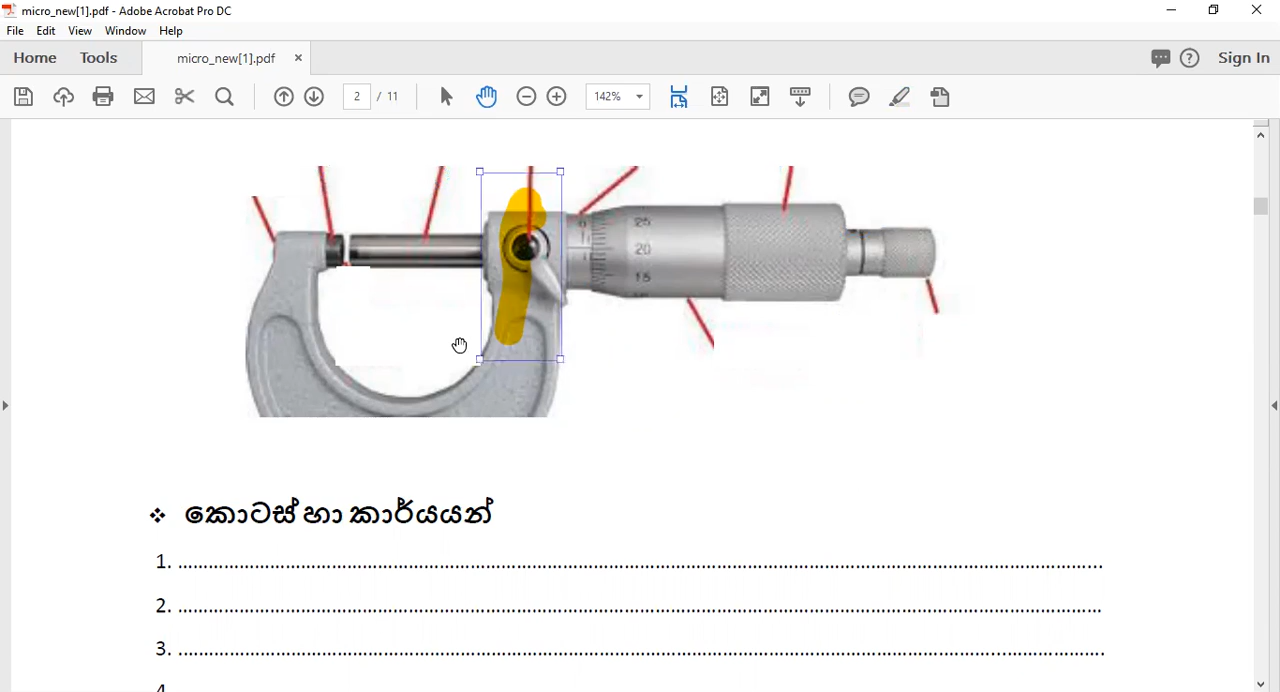 micro_new[1].pdf - Adobe Acrobat Pro DC
File Edit View Window Help
Home Tools micro_new[1].pdf × Sign In
2 / 11 142%
25
20
15
❖ කොටස් හා කාර්යයන්
1. ……………………………………………………………………………………………
2. ……………………………………………………………………………………………
3. ……………………………………………………………………………………………